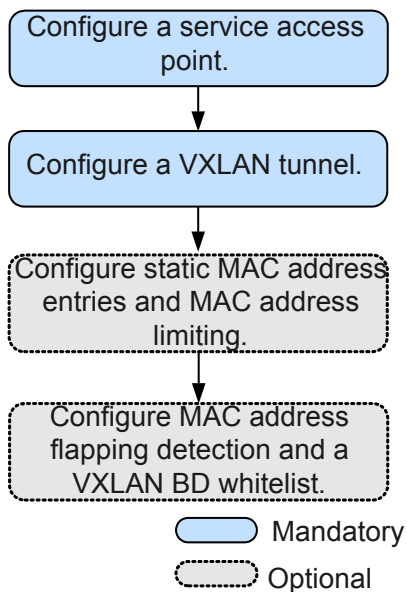 Configure a service access
point.
Configure a VXLAN tunnel.
Configure static MAC address
entries and MAC address
limiting.
Configure MAC address
flapping detection and a
VXLAN BD whitelist.
Mandatory
Optional